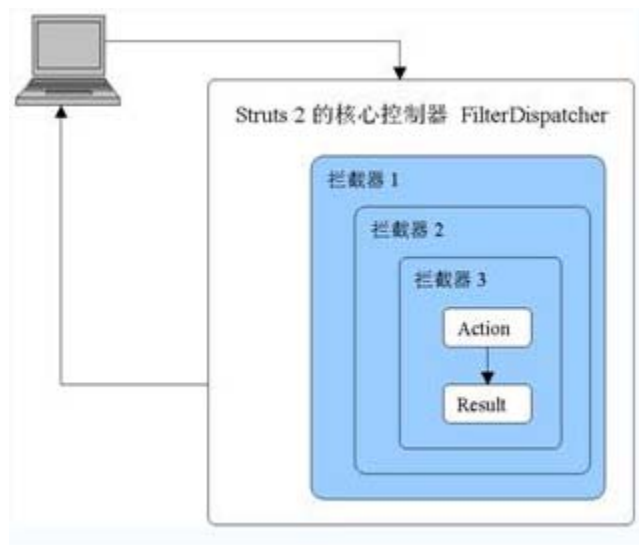 Struts 2 的核心控制器 FilterDispatcher
拦截器 1
拦截器 2
拦截器 3
Action
Result